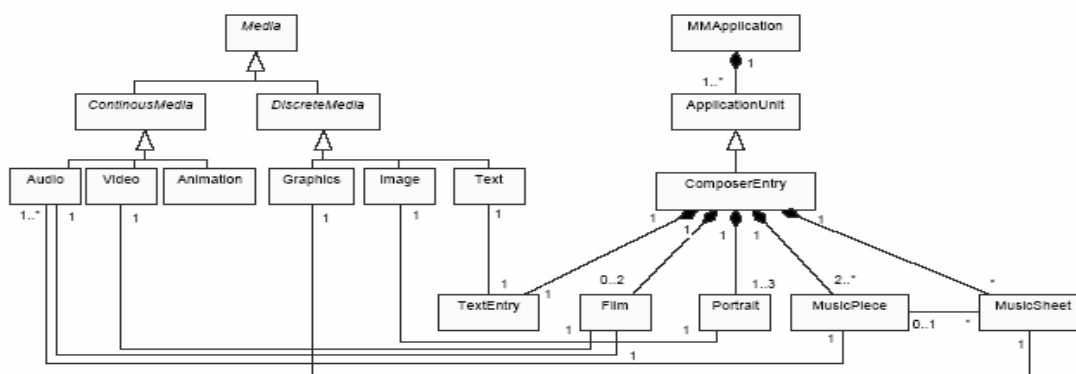 Media
MMApplication
1
1..*
ContinousMedia
DiscreteMedia
ApplicationUnit
Audio
Video
Animation
Graphics
Image
Text
ComposerEntry
1..*
1
1
1
1
1
1
1
1
1
1
0..2
2..*
*
1
1
1..3
TextEntry
Film
Portrait
MusicPiece
MusicSheet
0..1
*
1
1
1
1
1